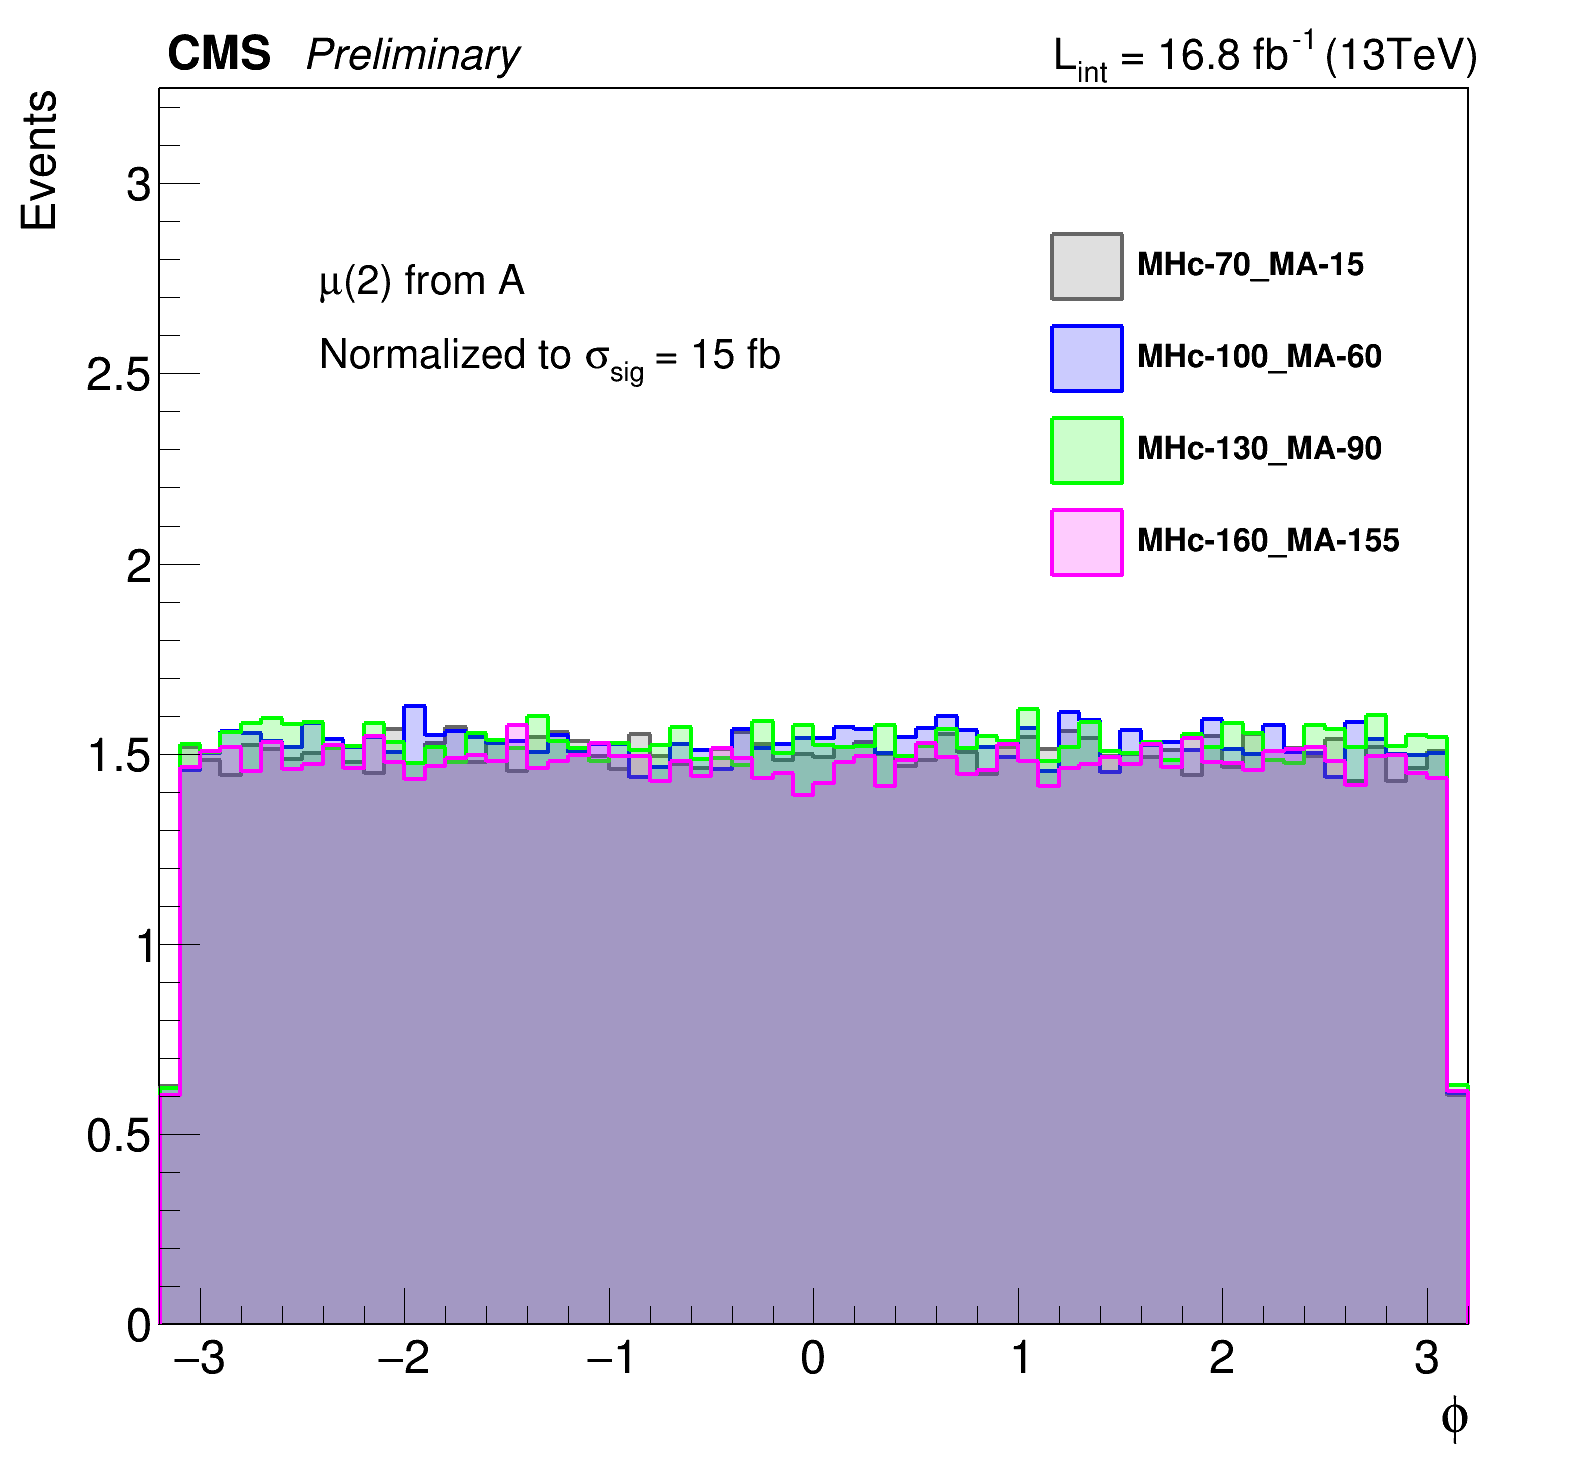 CMS Preliminary
L_int = 16.8 fb^-1 (13TeV)
Events
3
2.5
2
1.5
1
0.5
0
μ(2) from A
Normalized to σ_sig = 15 fb
MHc-70_MA-15
MHc-100_MA-60
MHc-130_MA-90
MHc-160_MA-155
−3 −2 −1 0 1 2 3
ϕ